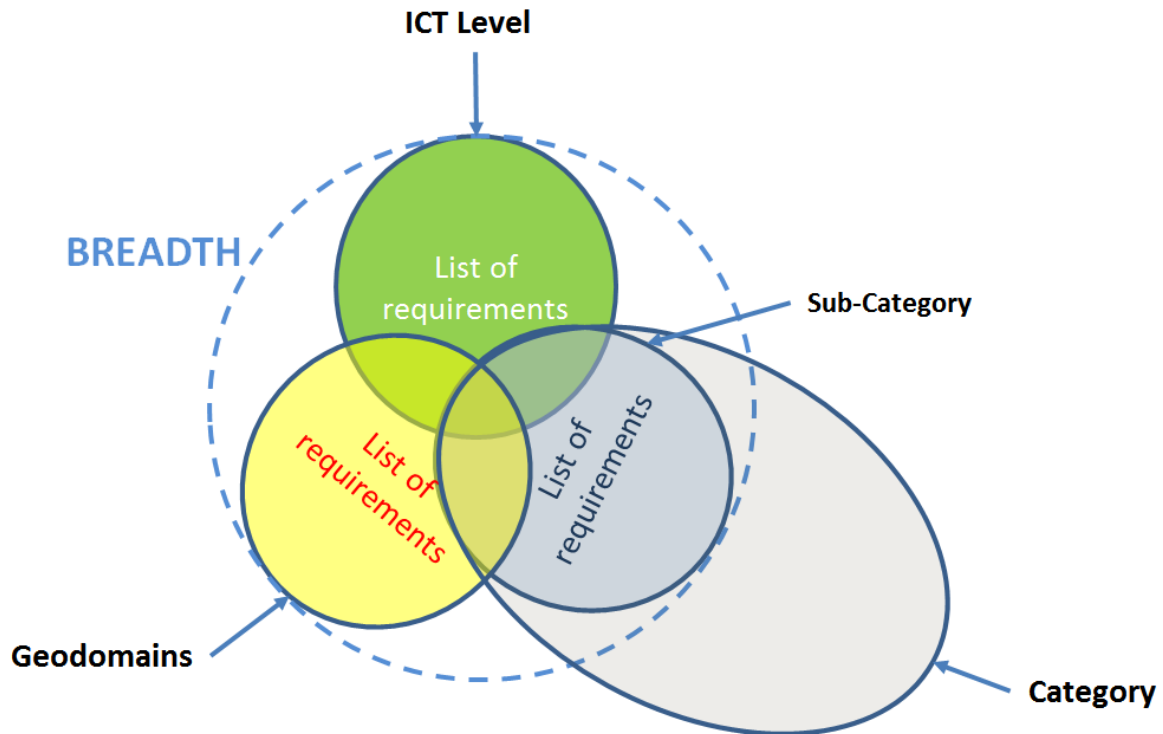 ICT Level
BREADTH
List of
requirements
Sub-Category
List of
requirements
List of
requirements
Geodomains
Category